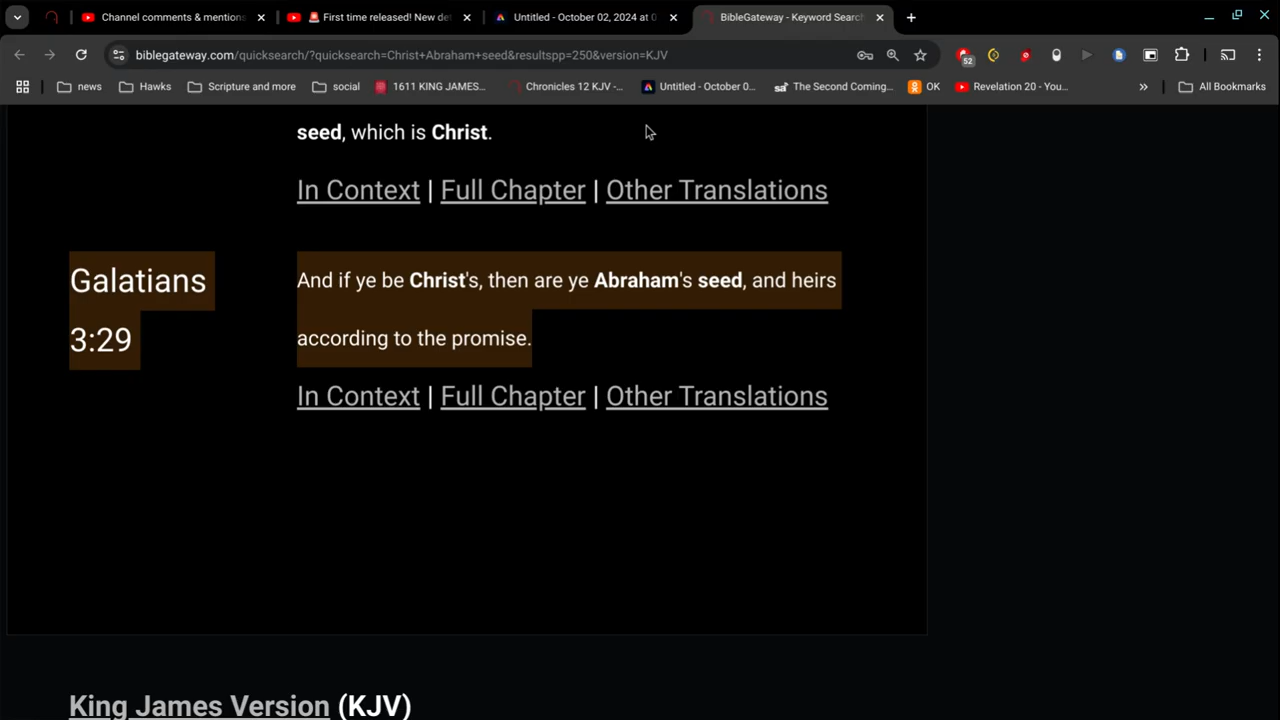 Channel comments & mention
🚨 First time released! New det
Untitled - October 02, 2024 at 0
BibleGateway - Keyword Search
biblegateway.com/quicksearch/?quicksearch=Christ+Abraham+seed&resultspp=250&version=KJV
52
news
Hawks
Scripture and more
social
1611 KING JAMES...
Chronicles 12 KJV -...
Untitled - October 0...
The Second Coming...
OK
Revelation 20 - You...
»
All Bookmarks
seed, which is Christ.
In Context | Full Chapter | Other Translations
Galatians
3:29
And if ye be Christ's, then are ye Abraham's seed, and heirs
according to the promise.
In Context | Full Chapter | Other Translations
King James Version (KJV)